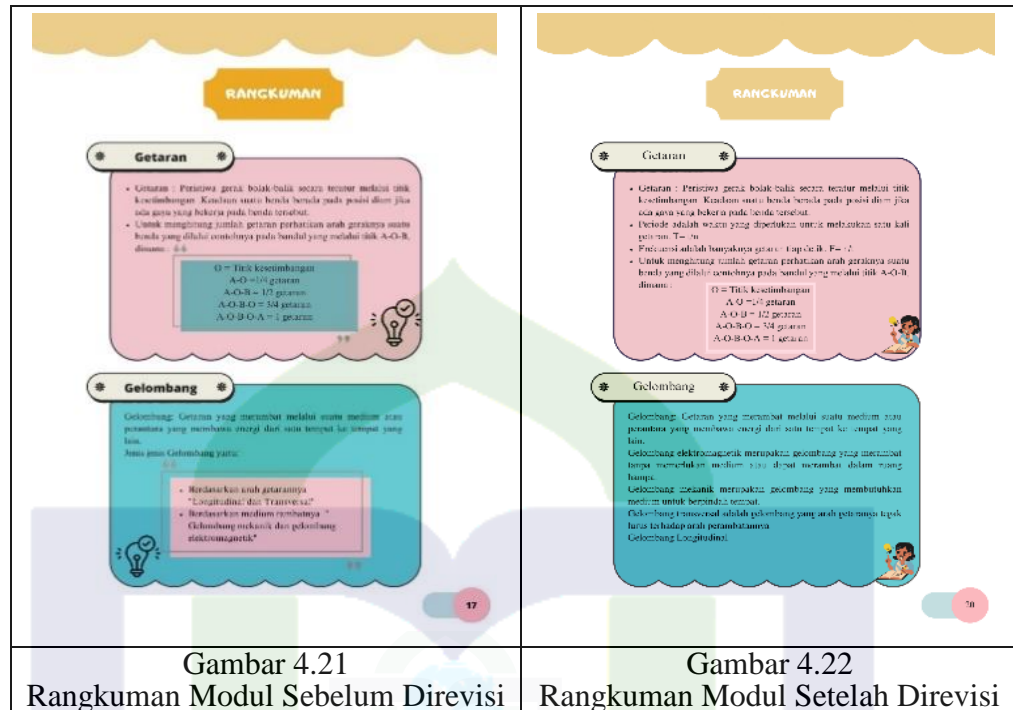 RANGKUMAN
Getaran
• Getaran : Peristiwa gerak bolak-balik secara teratur melalui titik
kesetimbangan. Keadaan suatu benda berada pada posisi diam jika
ada gaya yang bekerja pada benda tersebut.
• Untuk menghitung jumlah getaran perhatikan arah geraknya suatu
benda yang dilalui contohnya pada bandul yang melalui titik A-O-B,
dimana :
O = Titik kesetimbangan
A-O =1/4 getaran
A-O-B = 1/2 getaran
A-O-B-O = 3/4 getaran
A-O-B-O-A = 1 getaran
Gelombang
Gelombang: Getaran yang merambat melalui suatu medium atau
perantara yang membawa energi dari satu tempat ke tempat yang
lain.
Jenis jenis Gelombang yaitu:
• Berdasarkan arah getarannya
"Longitudinal dan Transversal"
• Berdasarkan medium rambatnya "
Gelombang mekanik dan gelombang
elektromagnetik"
17
Gambar 4.21
Rangkuman Modul Sebelum Direvisi
RANGKUMAN
Getaran
• Getaran : Peristiwa gerak bolak-balik secara teratur melalui titik
kesetimbangan. Keadaan suatu benda berada pada posisi diam jika
ada gaya yang bekerja pada benda tersebut.
• Periode adalah waktu yang diperlukan untuk melakukan satu kali
getaran.
• Frekuensi adalah banyaknya getaran tiap detik.
• Untuk menghitung jumlah getaran perhatikan arah geraknya suatu
benda yang dilalui contohnya pada bandul yang melalui titik A-O-B,
dimana :
O = Titik kesetimbangan
A-O =1/4 getaran
A-O-B = 1/2 getaran
A-O-B-O = 3/4 getaran
A-O-B-O-A = 1 getaran
Gelombang
Gelombang: Getaran yang merambat melalui suatu medium atau
perantara yang membawa energi dari satu tempat ke tempat yang
lain.
Gelombang elektromagnetik merupakan gelombang yang merambat
tanpa memerlukan medium atau dapat merambat dalam ruang
hampa.
Gelombang mekanik merupakan gelombang yang membutuhkan
medium untuk berpindah tempat.
Gelombang transversal adalah gelombang yang arah getaranya tegak
lurus terhadap arah perambatannya
Gelombang Longitudinal
20
Gambar 4.22
Rangkuman Modul Setelah Direvisi